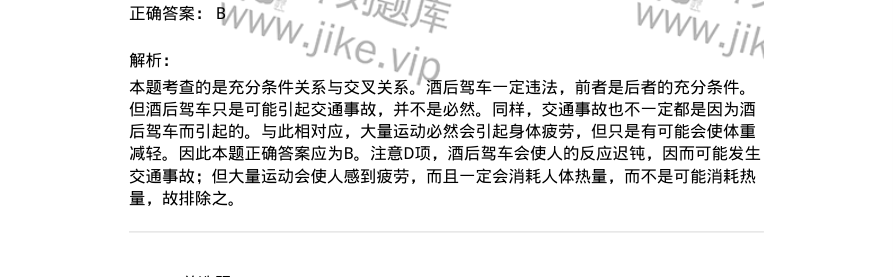 正确答案： B
解析：
本题考查的是充分条件关系与交叉关系。酒后驾车一定违法，前者是后者的充分条件。
但酒后驾车只是可能引起交通事故，并不是必然。同样，交通事故也不一定都是因为酒
后驾车而引起的。与此相对应，大量运动必然会引起身体疲劳，但只是有可能会使体重
减轻。因此本题正确答案应为B。注意D项，酒后驾车会使人的反应迟钝，因而可能发生
交通事故；但大量运动会使人感到疲劳，而且一定会消耗人体热量，而不是可能消耗热
量，故排除之。
题库
www.jike.vip
www.jik